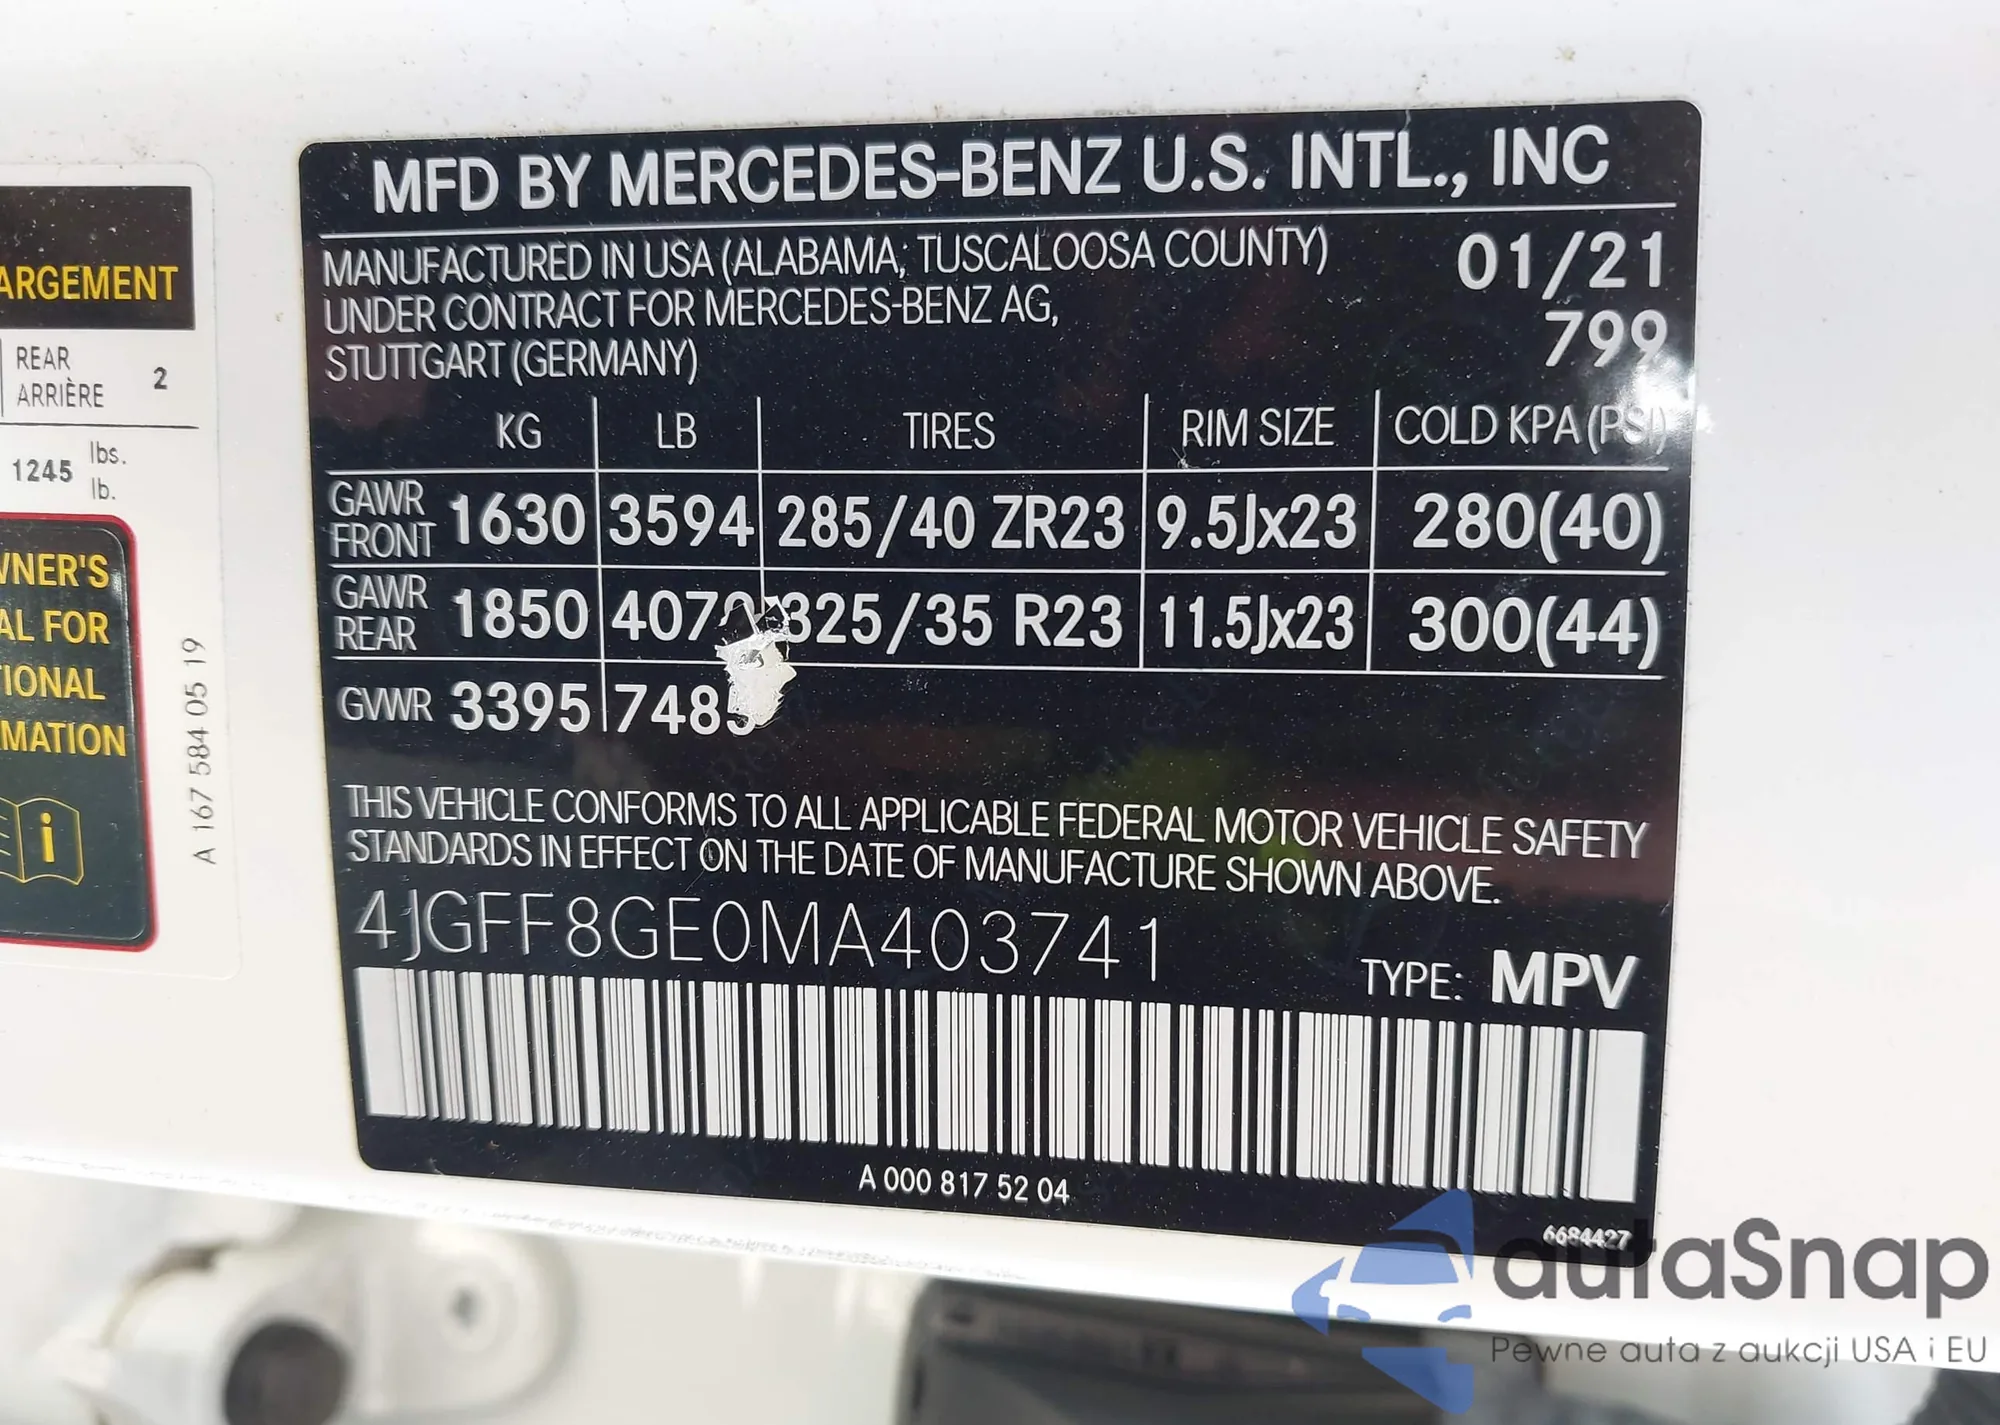 ARGEMENT
REAR
ARRIÈRE 2
1245 lbs.
lb.
FOR
MFD BY MERCEDES-BENZ U.S. INTL., INC
MANUFACTURED IN USA (ALABAMA, TUSCALOOSA COUNTY) 01/21
UNDER CONTRACT FOR MERCEDES-BENZ AG, 799
STUTTGART (GERMANY)
KG LB TIRES RIM SIZE COLD KPA (PSI)
GAWR FRONT 1630 3594 285/40 ZR23 9.5Jx23 280(40)
GAWR REAR 1850 325/35 R23 11.5Jx23 300(44)
GVWR 3395 7485
THIS VEHICLE CONFORMS TO ALL APPLICABLE FEDERAL MOTOR VEHICLE SAFETY
STANDARDS IN EFFECT ON THE DATE OF MANUFACTURE SHOWN ABOVE.
4JGFF8GE0MA403741
TYPE: MPV
A 000 817 52 04
6684427
A 167 584 05 19
autaSnap
Pewne auta z aukcji USA i EU